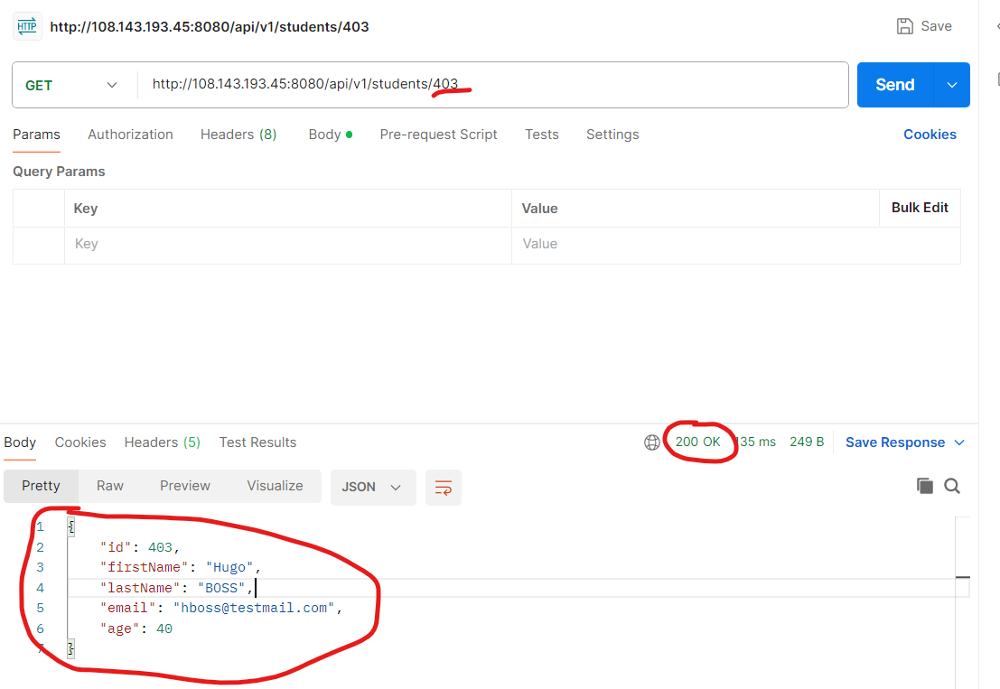 HTTP http://108.143.193.45:8080/api/v1/students/403 Save
GET http://108.143.193.45:8080/api/v1/students/403 Send
Params Authorization Headers (8) Body Pre-request Script Tests Settings Cookies
Query Params
Key Value Bulk Edit
Key Value
Body Cookies Headers (5) Test Results 200 OK 135 ms 249 B Save Response
Pretty Raw Preview Visualize JSON
1 {
2 "id": 403,
3 "firstName": "Hugo",
4 "lastName": "BOSS",
5 "email": "hboss@testmail.com",
6 "age": 40
7 }